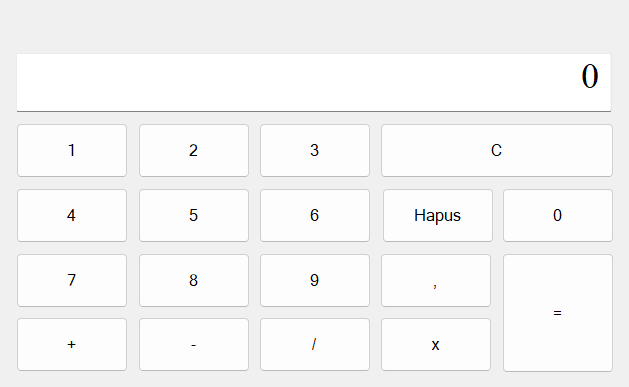 0
1 2 3 C
4 5 6 Hapus 0
7 8 9 ,
=
+ - / x